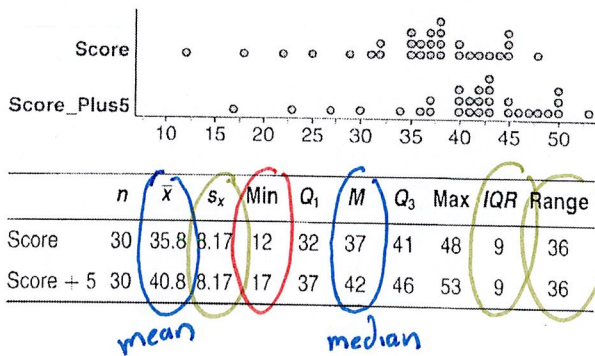 Score
Score_Plus5
10 15 20 25 30 35 40 45 50
n x̄ sₓ Min Q₁ M Q₃ Max IQR Range
Score 30 35.8 8.17 12 32 37 41 48 9 36
Score + 5 30 40.8 8.17 17 37 42 46 53 9 36
mean median